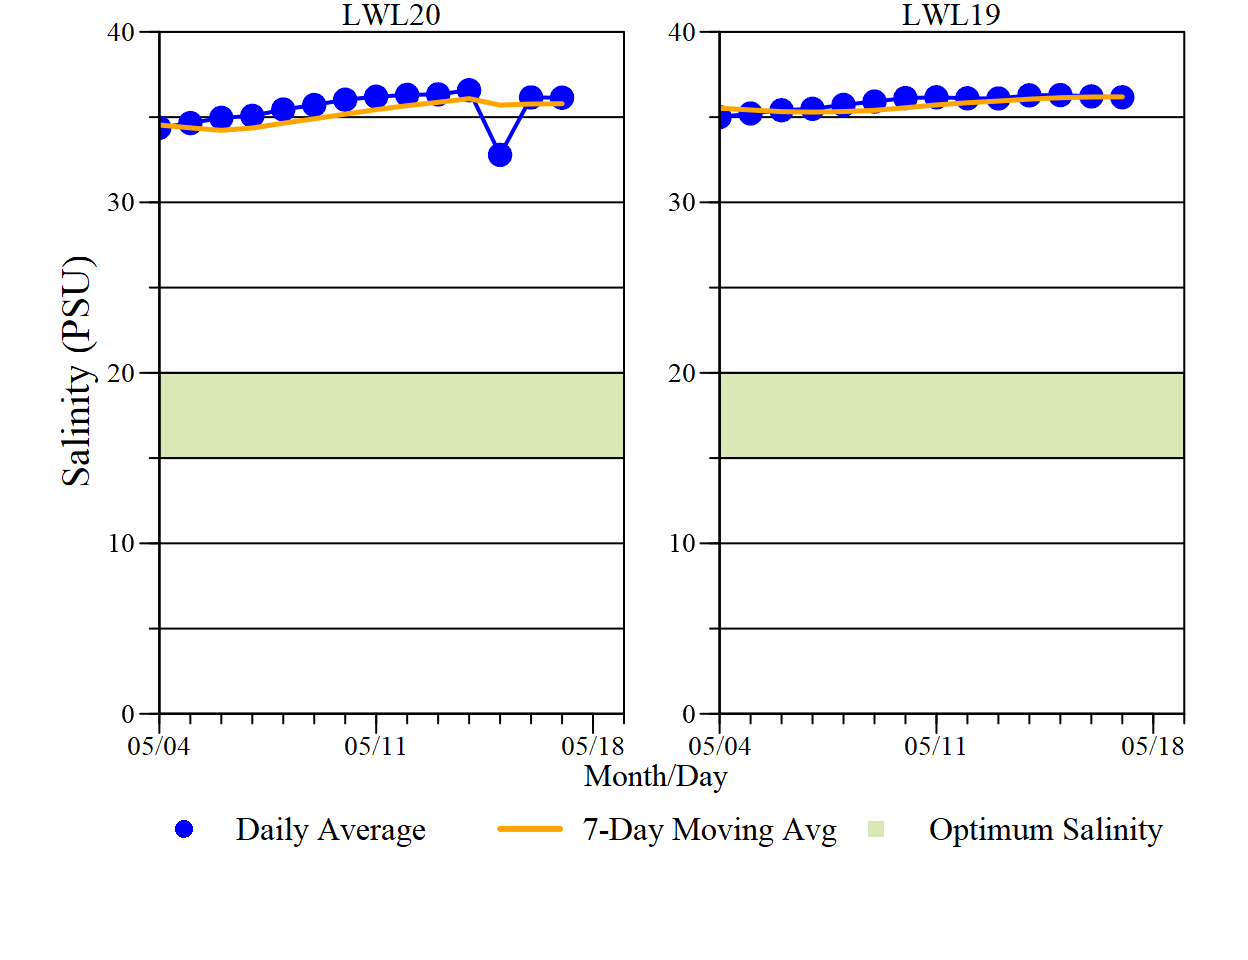 LWL20 LWL19
40 40
30 30
20 20
10 10
0 0
Salinity (PSU)
05/04 05/11 05/18 05/04 05/11 05/18
Month/Day
Daily Average 7-Day Moving Avg Optimum Salinity